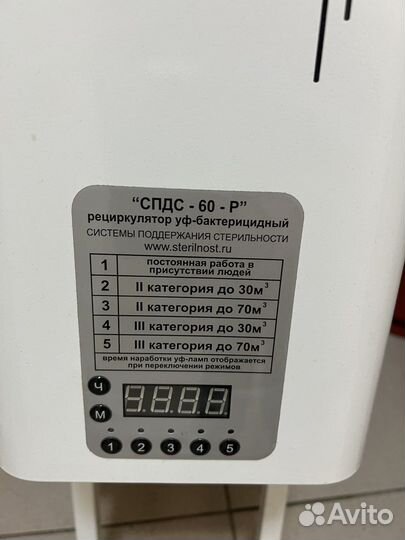 “СПДС - 60 - Р”
рециркулятор уф-бактерицидный
СИСТЕМЫ ПОДДЕРЖАНИЯ СТЕРИЛЬНОСТИ
www.sterilnost.ru
1 постоянная работа в
присутствии людей
2 II категория до 30м³
3 II категория до 70м³
4 III категория до 30м³
5 III категория до 70м³
время наработки уф-ламп отображается
при переключении режимов
Ч
М
1 2 3 4 5
Avito